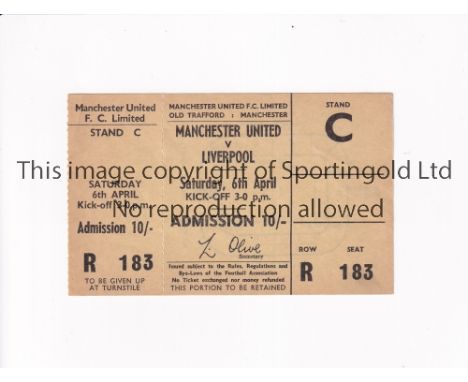 Manchester United
F. C. Limited
STAND C
SATURDAY
6th APRIL
Kick-off 3-0 p.m.
Admission 10/-
R 183
TO BE GIVEN UP
AT TURNSTILE
MANCHESTER UNITED F.C. LIMITED
OLD TRAFFORD : MANCHESTER
MANCHESTER UNITED
v
LIVERPOOL
Saturday, 6th April
KICK-OFF 3-0 p.m.
ADMISSION 10/-
L Olive
Secretary
Issued subject to the Rules, Regulations and
Bye-Laws of the Football Association
No Ticket exchanged nor money refunded
THIS PORTION TO BE RETAINED
STAND
C
ROW SEAT
R 183
This image copyright of Sportingold Ltd
No reproduction allowed